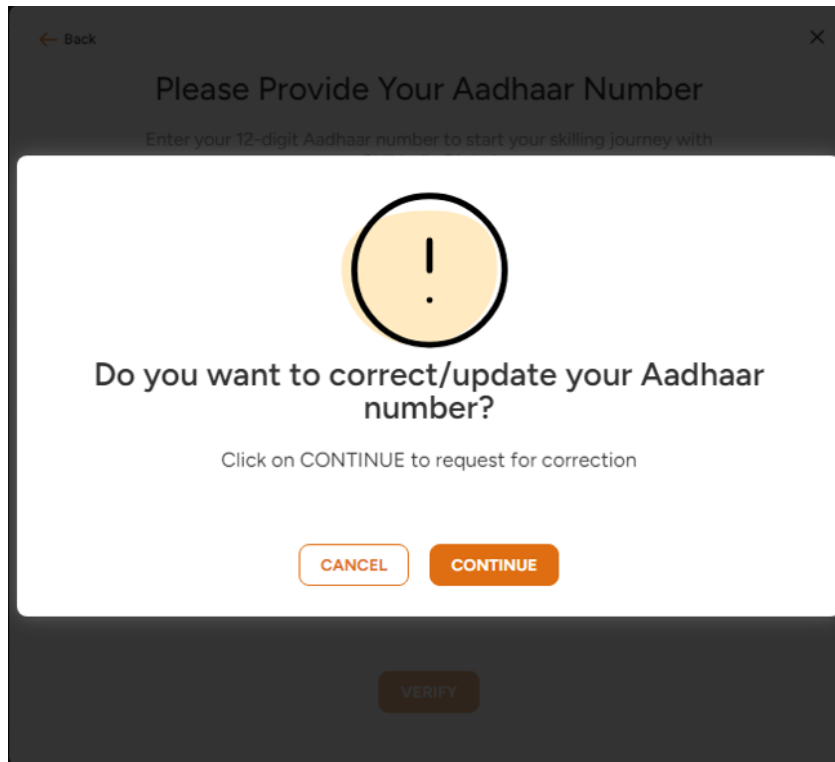 Back
Please Provide Your Aadhaar Number
Enter your 12-digit Aadhaar number to start your skilling journey with
Do you want to correct/update your Aadhaar
number?
Click on CONTINUE to request for correction
CANCEL CONTINUE
VERIFY